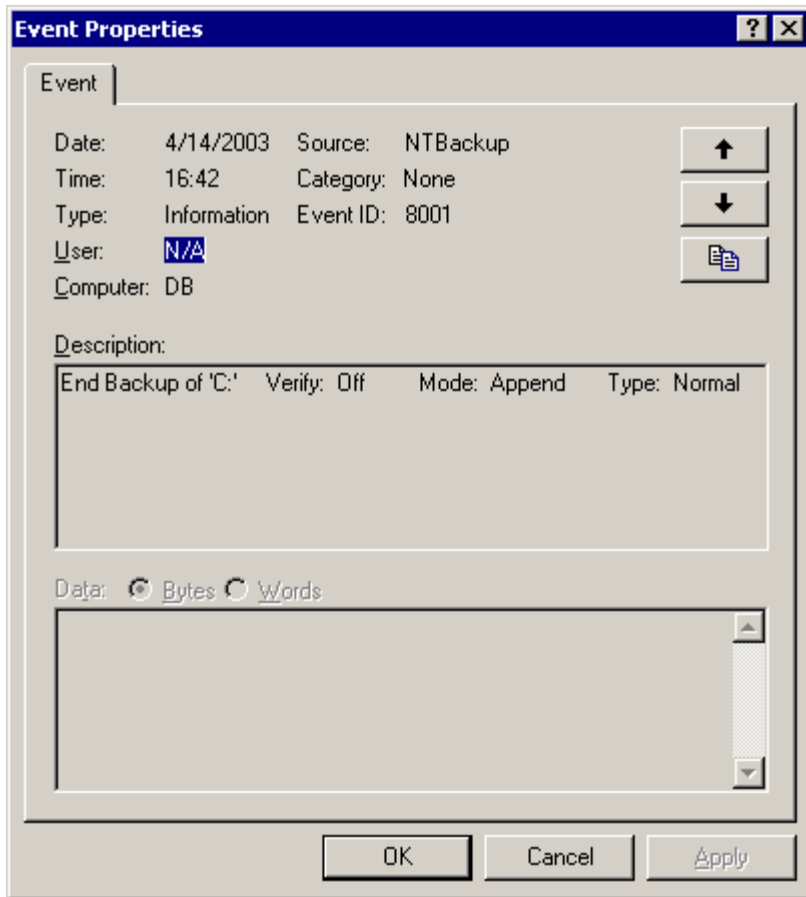 Event Properties
Event
Date: 4/14/2003 Source: NTBackup
Time: 16:42 Category: None
Type: Information Event ID: 8001
User: N/A
Computer: DB
Description:
End Backup of 'C:' Verify: Off Mode: Append Type: Normal
Data: Bytes Words
OK Cancel Apply